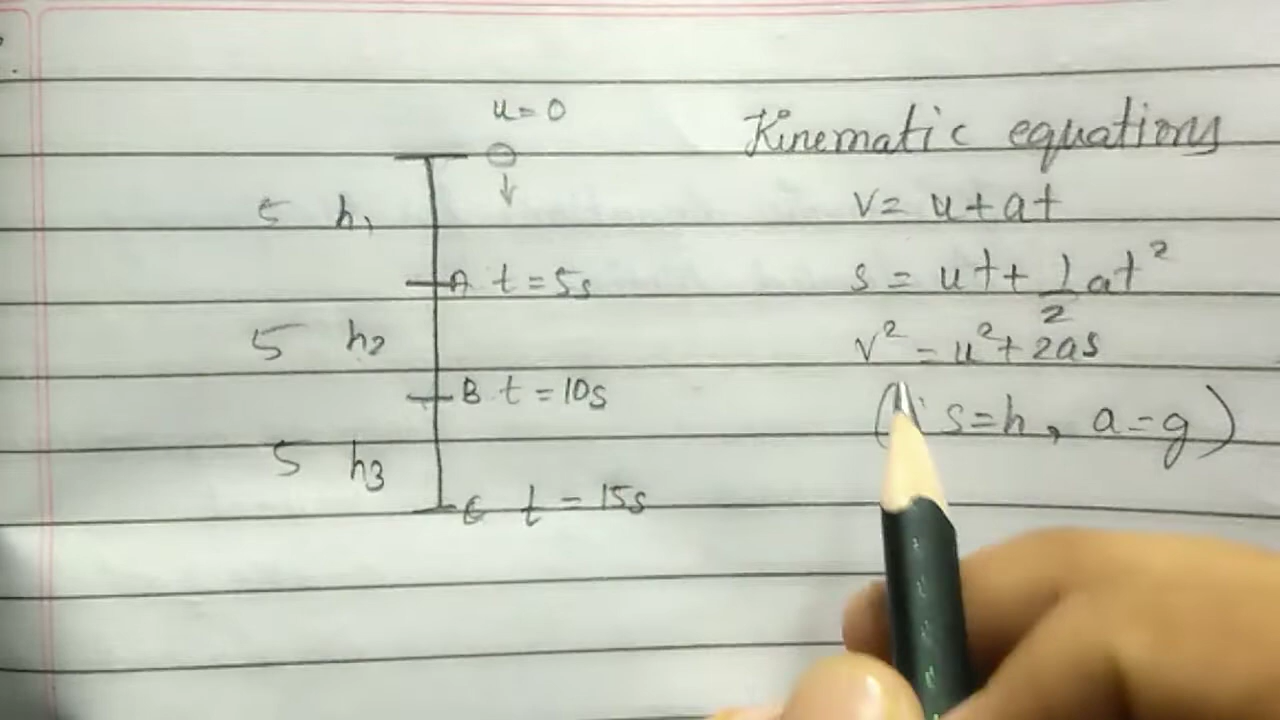 u=0
Kinematic equations
5 h1
v= u+at
A t=5s
s = ut+ 1/2 at²
5 h2
v² = u²+2as
B t=10s
( s=h, a=g)
5 h3
C t=15s